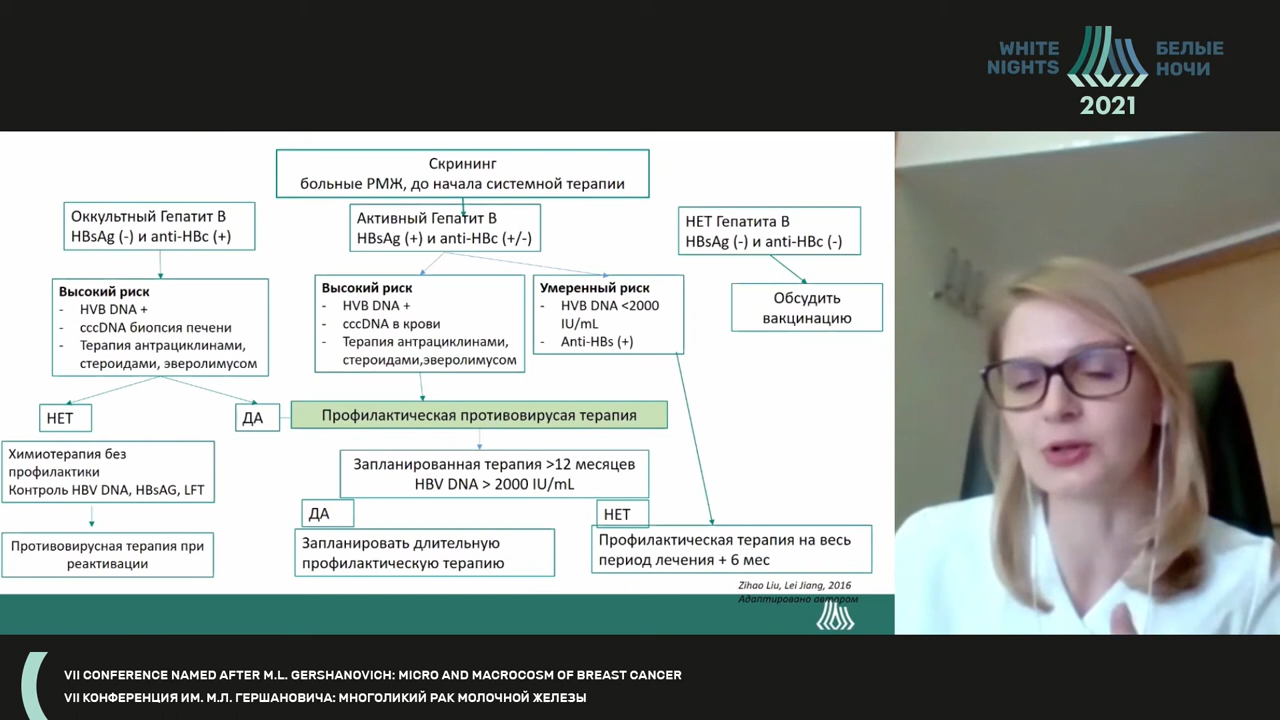 WHITE
NIGHTS
БЕЛЫЕ
НОЧИ
2021
Скрининг
больные РМЖ, до начала системной терапии
Оккультный Гепатит В
HBsAg (-) и anti-HBc (+)
Активный Гепатит В
HBsAg (+) и anti-HBc (+/-)
НЕТ Гепатита В
HBsAg (-) и anti-HBc (-)
Высокий риск
- HVB DNA +
- cccDNA биопсия печени
- Терапия антрациклинами,
стероидами, эверолимусом
Высокий риск
- HVB DNA +
- cccDNA в крови
- Терапия антрациклинами,
стероидами,эверолимусом
Умеренный риск
- HVB DNA <2000
IU/mL
- Anti-HBs (+)
Обсудить
вакцинацию
НЕТ
ДА
Профилактическая противовирусая терапия
Химиотерапия без
профилактики
Контроль HBV DNA, HBsAG, LFT
Запланированная терапия >12 месяцев
HBV DNA > 2000 IU/mL
ДА
НЕТ
Противовирусная терапия при
реактивации
Запланировать длительную
профилактическую терапию
Профилактическая терапия на весь
период лечения + 6 мес
Zihao Liu, Lei Jiang, 2016
Адаптировано автором
VII CONFERENCE NAMED AFTER M.L. GERSHANOVICH: MICRO AND MACROCOSM OF BREAST CANCER
VII КОНФЕРЕНЦИЯ ИМ. М.Л. ГЕРШАНОВИЧА: МНОГОЛИКИЙ РАК МОЛОЧНОЙ ЖЕЛЕЗЫ